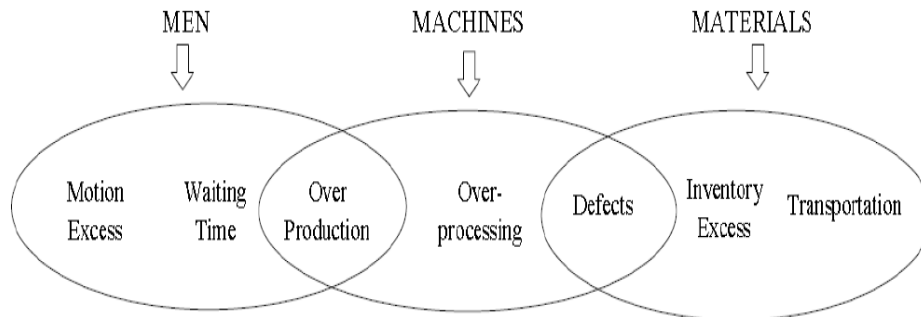 MEN MACHINES MATERIALS
Motion Excess
Waiting Time
Over Production
Over-
processing
Defects
Inventory
Excess
Transportation